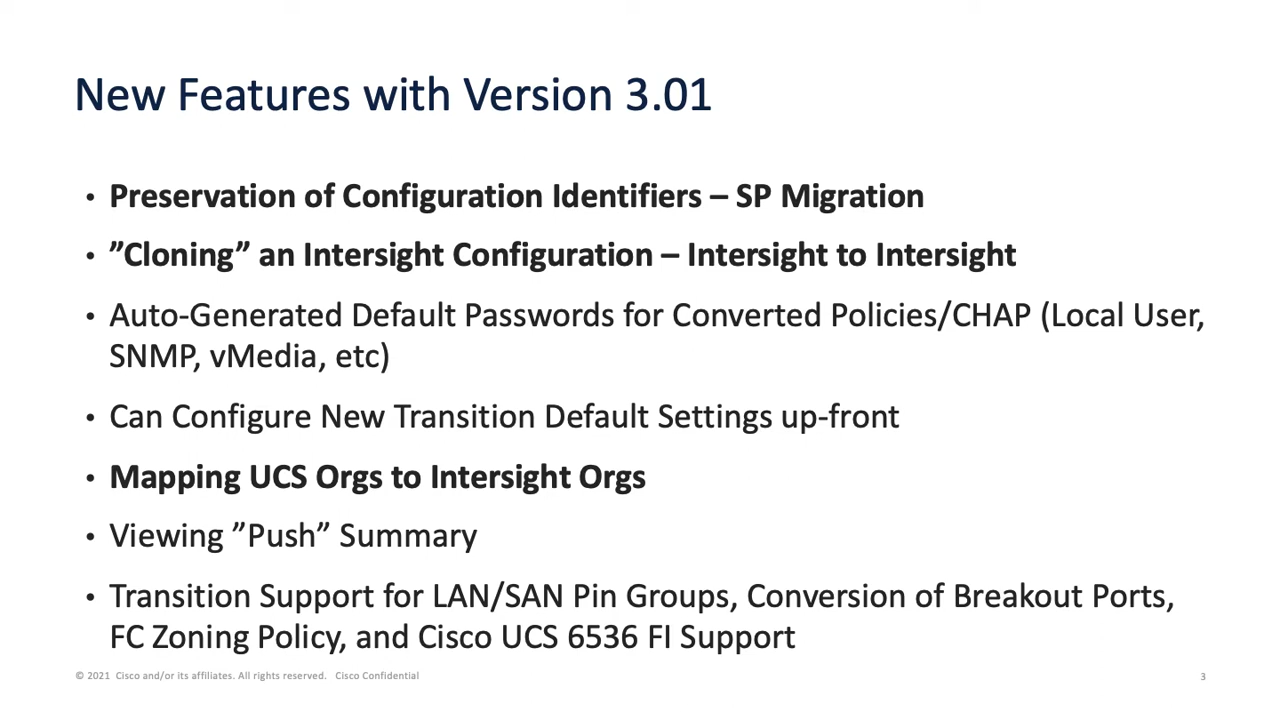 New Features with Version 3.01
• Preservation of Configuration Identifiers – SP Migration
• ”Cloning” an Intersight Configuration – Intersight to Intersight
• Auto-Generated Default Passwords for Converted Policies/CHAP (Local User,
SNMP, vMedia, etc)
• Can Configure New Transition Default Settings up-front
• Mapping UCS Orgs to Intersight Orgs
• Viewing ”Push” Summary
• Transition Support for LAN/SAN Pin Groups, Conversion of Breakout Ports,
FC Zoning Policy, and Cisco UCS 6536 FI Support
© 2021 Cisco and/or its affiliates. All rights reserved. Cisco Confidential
3